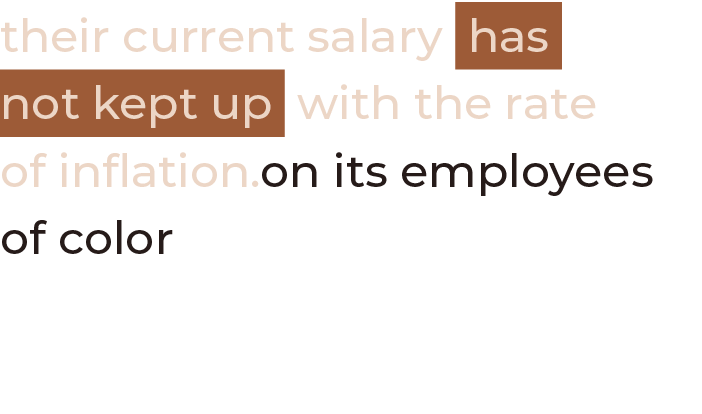 their current salary has
not kept up with the rate
of inflation.on its employees
of color